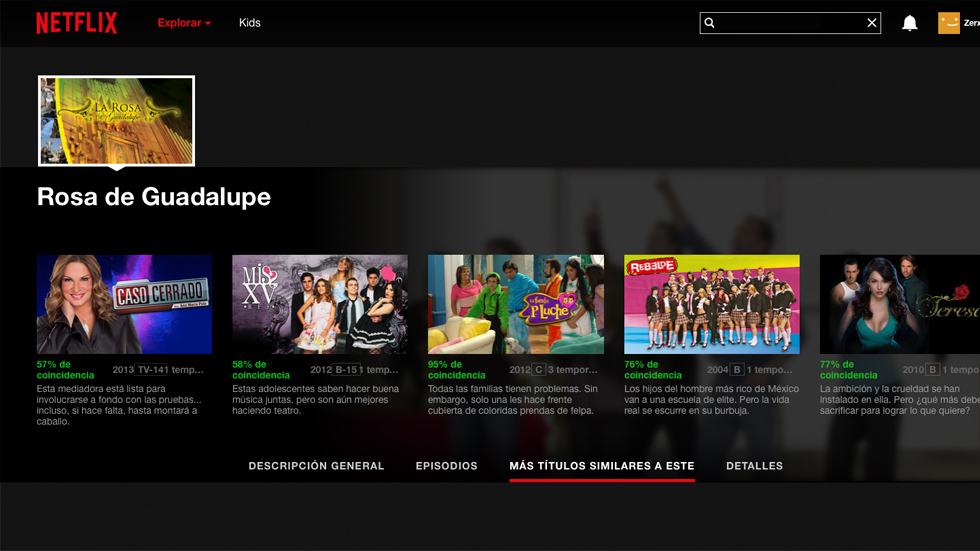 NETFLIX
Explorar
Kids
Zerx
LA ROSA
de Guadalupe
Rosa de Guadalupe
CASO CERRADO
MISS
XV
La familia
P.Luche
REBELDE
Teresa
57% de
coincidencia
2013 TV-14 1 temp...
Esta mediadora está lista para
involucrarse a fondo con las pruebas...
incluso, si hace falta, hasta montará a
caballo.
58% de
coincidencia
2012 B-15 1 temp...
Estas adolescentes saben hacer buena
música juntas, pero son aún mejores
haciendo teatro.
95% de
coincidencia
2012 C 3 tempor...
Todas las familias tienen problemas. Sin
embargo, solo una les hace frente
cubierta de coloridas prendas de felpa.
76% de
coincidencia
2004 B 1 tempo...
Los hijos del hombre más rico de México
van a una escuela de elite. Pero la vida
real se escurre en su burbuja.
77% de
coincidencia
2010 B 1 tempo
La ambición y la crueldad se han
instalado en ella. Pero ¿qué más debe
sacrificar para lograr lo que quiere?
DESCRIPCIÓN GENERAL
EPISODIOS
MÁS TÍTULOS SIMILARES A ESTE
DETALLES